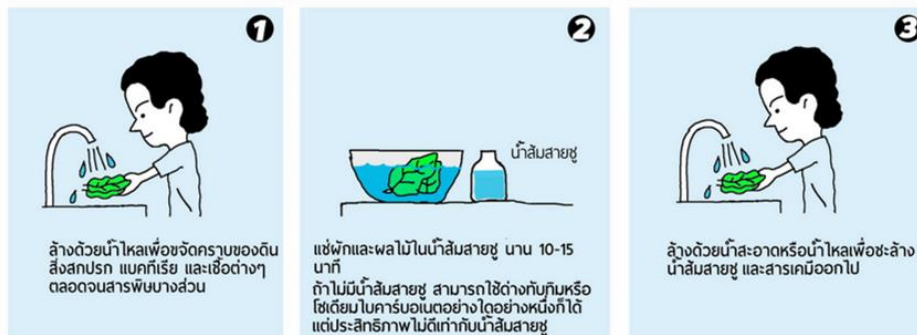 1
ล้างด้วยน้ำไหลเพื่อขจัดคราบของดิน
สิ่งสกปรก แบคทีเรีย และเชื้อต่างๆ
ตลอดจนสารพิษบางส่วน
2
น้ำส้มสายชู
แช่ผักและผลไม้ในน้ำส้มสายชู นาน 10-15
นาที
ถ้าไม่มีน้ำส้มสายชู สามารถใช้ด่างทับทิมหรือ
โซเดียมไบคาร์บอเนตอย่างใดอย่างหนึ่งก็ได้
แต่ประสิทธิภาพไม่ดีเท่ากับน้ำส้มสายชู
3
ล้างด้วยน้ำสะอาดหรือน้ำไหลเพื่อชะล้าง
น้ำส้มสายชู และสารเคมีออกไป